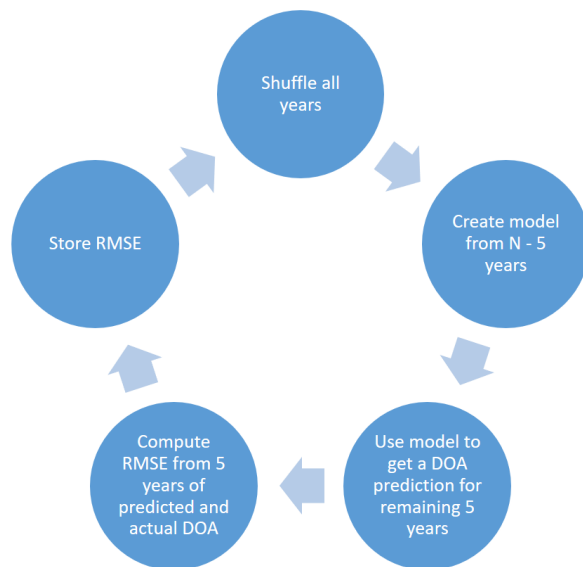 Shuffle all
years
Create model
from N - 5
years
Use model to
get a DOA
prediction for
remaining 5
years
Compute
RMSE from 5
years of
predicted and
actual DOA
Store RMSE